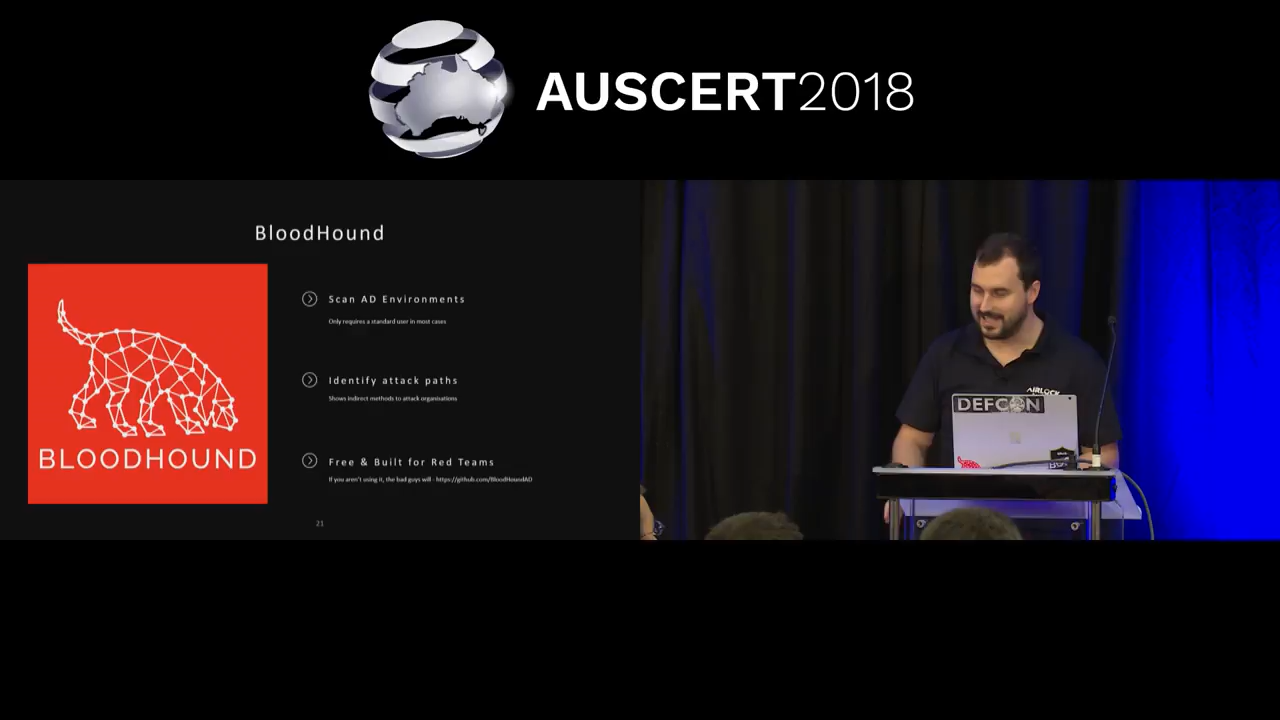 AUSCERT2018
BloodHound
Scan AD Environments
Only requires a standard user in most cases
Identify attack paths
Shows indirect methods to attack organisations
Free & Built for Red Teams
If you aren't using it, the bad guys will - https://github.com/BloodHoundAD
BLOODHOUND
21
AIRLOCK
DEFCON